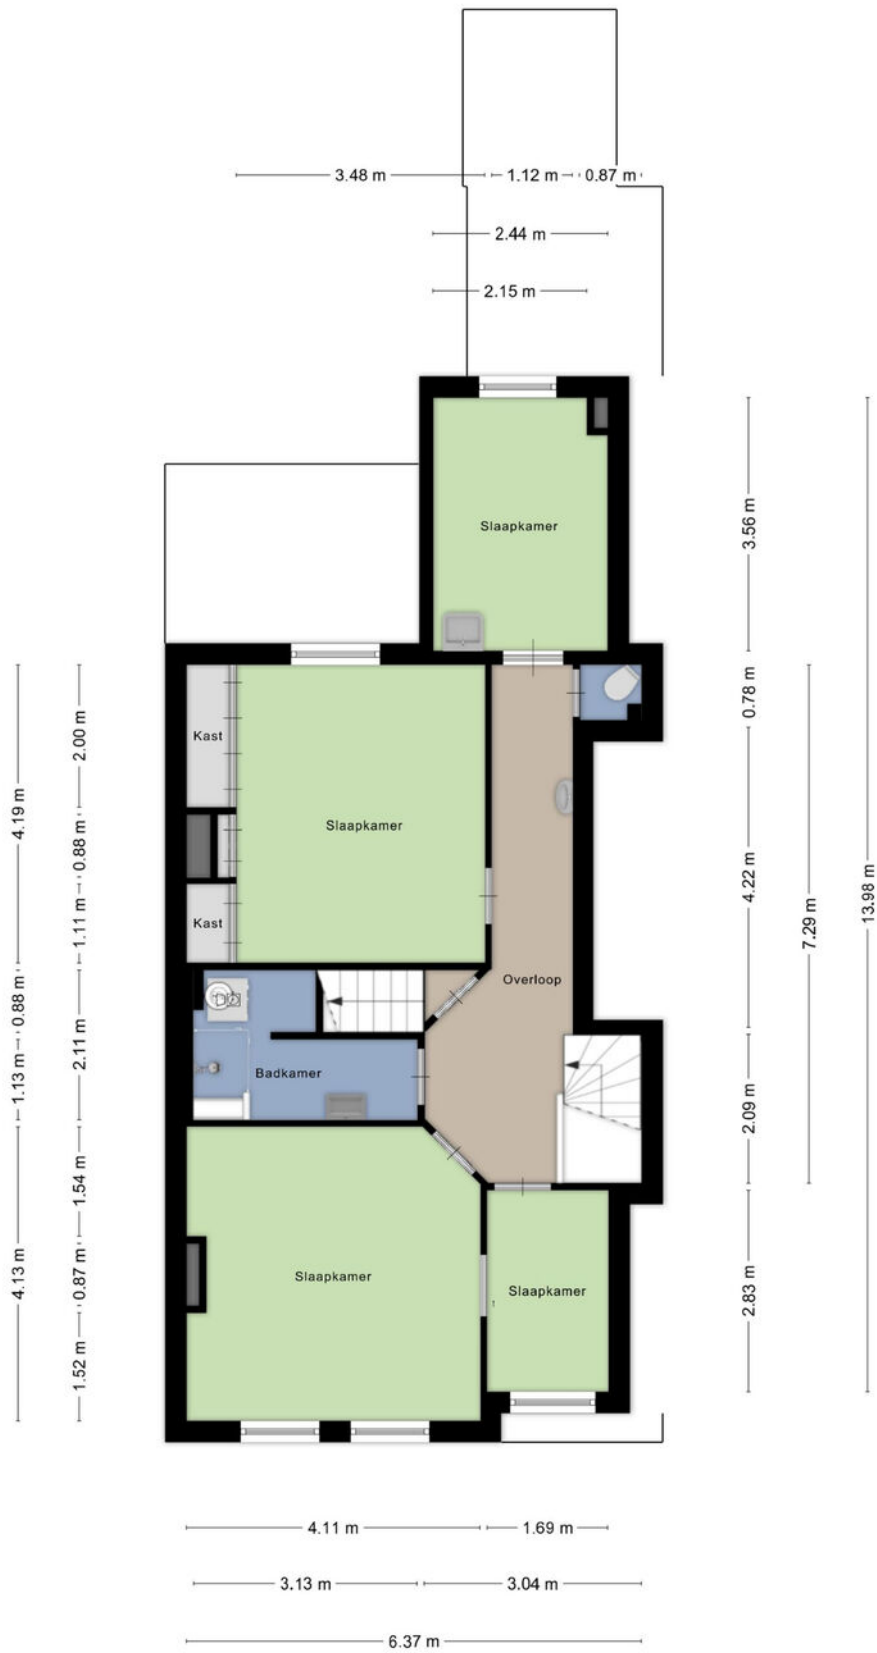 3.48 m
1.12 m
0.87 m
2.44 m
2.15 m
Slaapkamer
3.56 m
Kast
Slaapkamer
Kast
0.78 m
2.00 m
4.19 m
0.88 m
1.11 m
4.22 m
7.29 m
13.98 m
Overloop
0.88 m
1.13 m
2.11 m
Badkamer
2.09 m
1.54 m
Slaapkamer
Slaapkamer
4.13 m
0.87 m
1.52 m
2.83 m
4.11 m
1.69 m
3.13 m
3.04 m
6.37 m